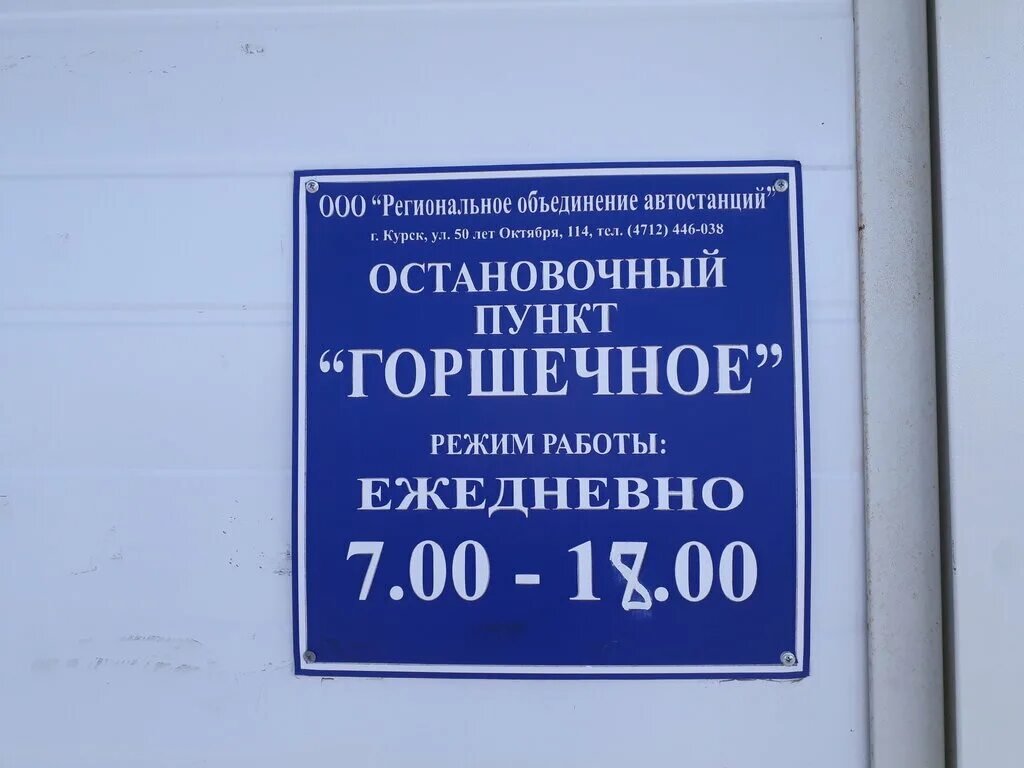 ООО “Региональное объединение автостанций”
г. Курск, ул. 50 лет Октября, 114, тел. (4712) 446-038
ОСТАНОВОЧНЫЙ
ПУНКТ
“ГОРШЕЧНОЕ”
РЕЖИМ РАБОТЫ:
ЕЖЕДНЕВНО
7.00 - 18.00